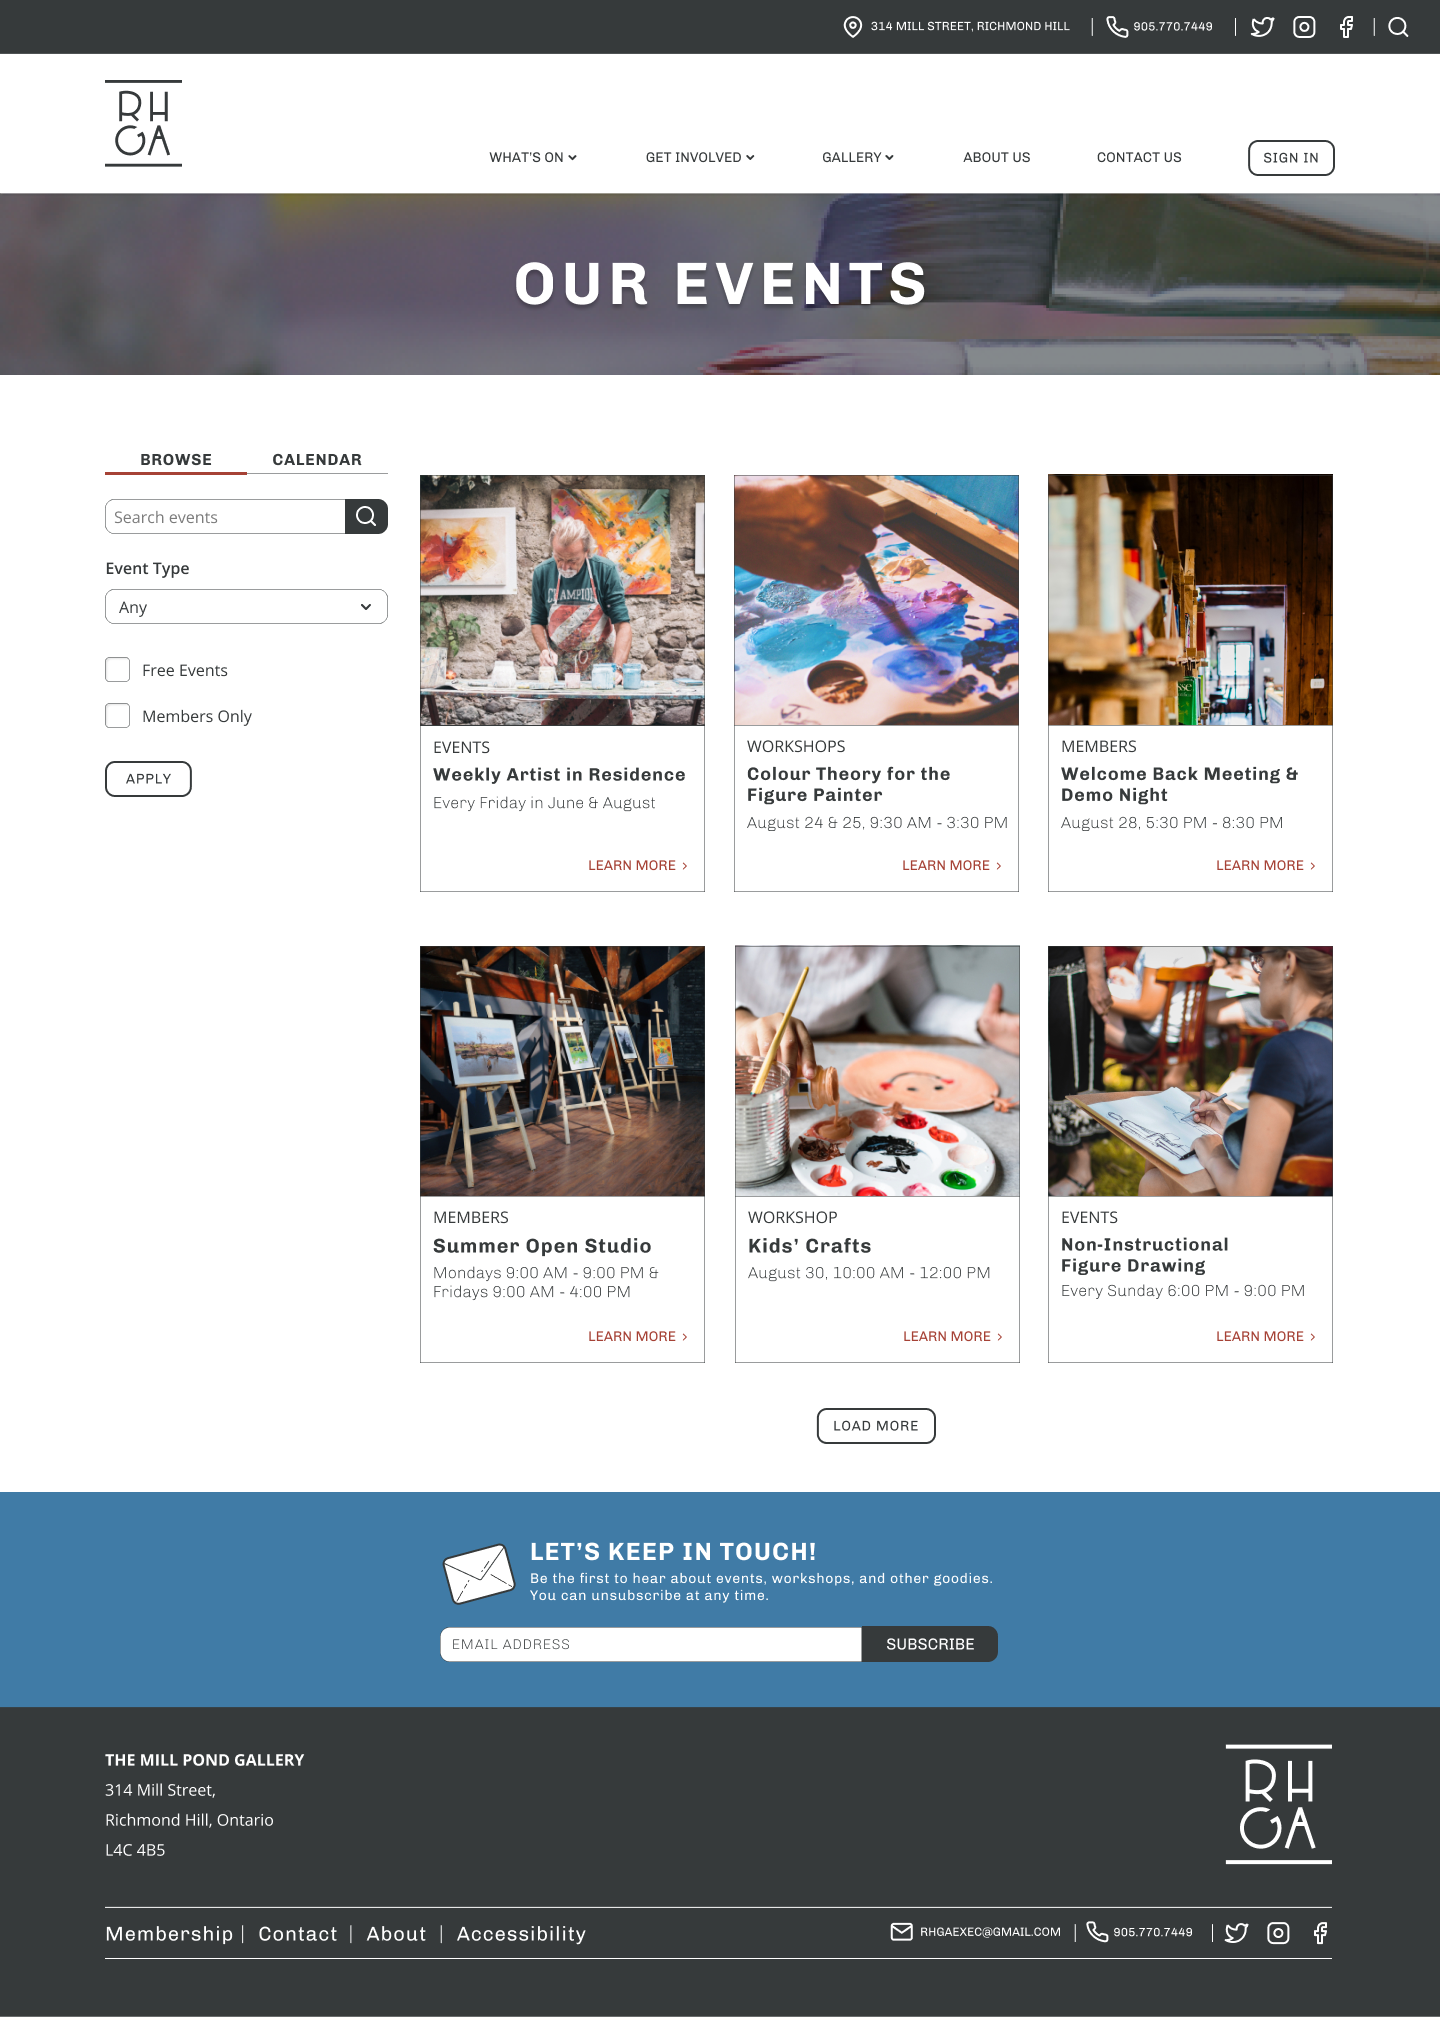 314 MILL STREET, RICHMOND HILL
905.770.7449
RH
GA
WHAT'S ON
GET INVOLVED
GALLERY
ABOUT US
CONTACT US
SIGN IN
OUR EVENTS
BROWSE
CALENDAR
Search events
Event Type
Any
Free Events
Members Only
APPLY
CHAMPION
EVENTS
Weekly Artist in Residence
Every Friday in June & August
LEARN MORE >
WORKSHOPS
Colour Theory for the
Figure Painter
August 24 & 25, 9:30 AM - 3:30 PM
LEARN MORE >
MEMBERS
Welcome Back Meeting &
Demo Night
August 28, 5:30 PM - 8:30 PM
LEARN MORE >
MEMBERS
Summer Open Studio
Mondays 9:00 AM - 9:00 PM &
Fridays 9:00 AM - 4:00 PM
LEARN MORE >
WORKSHOP
Kids’ Crafts
August 30, 10:00 AM - 12:00 PM
LEARN MORE >
EVENTS
Non-Instructional
Figure Drawing
Every Sunday 6:00 PM - 9:00 PM
LEARN MORE >
LOAD MORE
LET’S KEEP IN TOUCH!
Be the first to hear about events, workshops, and other goodies.
You can unsubscribe at any time.
EMAIL ADDRESS
SUBSCRIBE
THE MILL POND GALLERY
314 Mill Street,
Richmond Hill, Ontario
L4C 4B5
RH
GA
Membership | Contact | About | Accessibility
RHGAEXEC@GMAIL.COM
905.770.7449